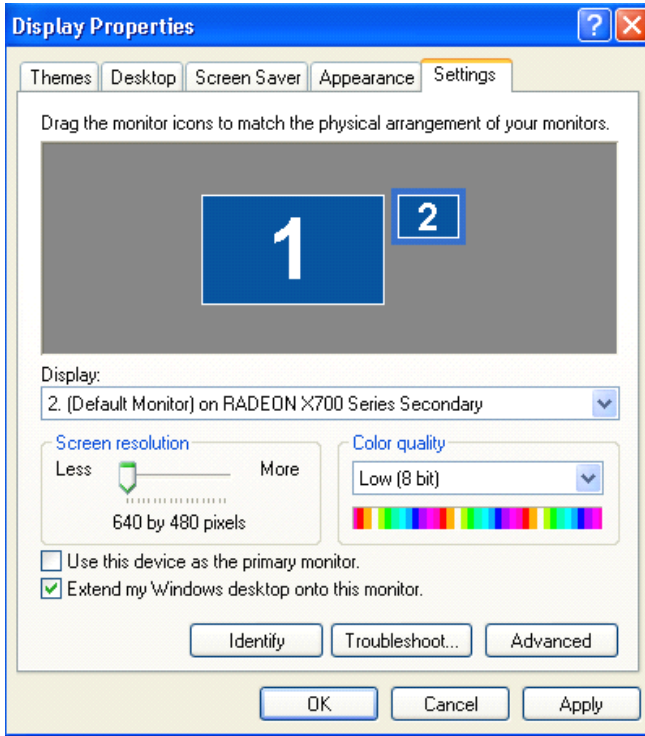 Display Properties
Themes Desktop Screen Saver Appearance Settings
Drag the monitor icons to match the physical arrangement of your monitors.
1 2
Display:
2. (Default Monitor) on RADEON X700 Series Secondary
Screen resolution
Less More
640 by 480 pixels
Color quality
Low (8 bit)
Use this device as the primary monitor.
Extend my Windows desktop onto this monitor.
Identify Troubleshoot... Advanced
OK Cancel Apply